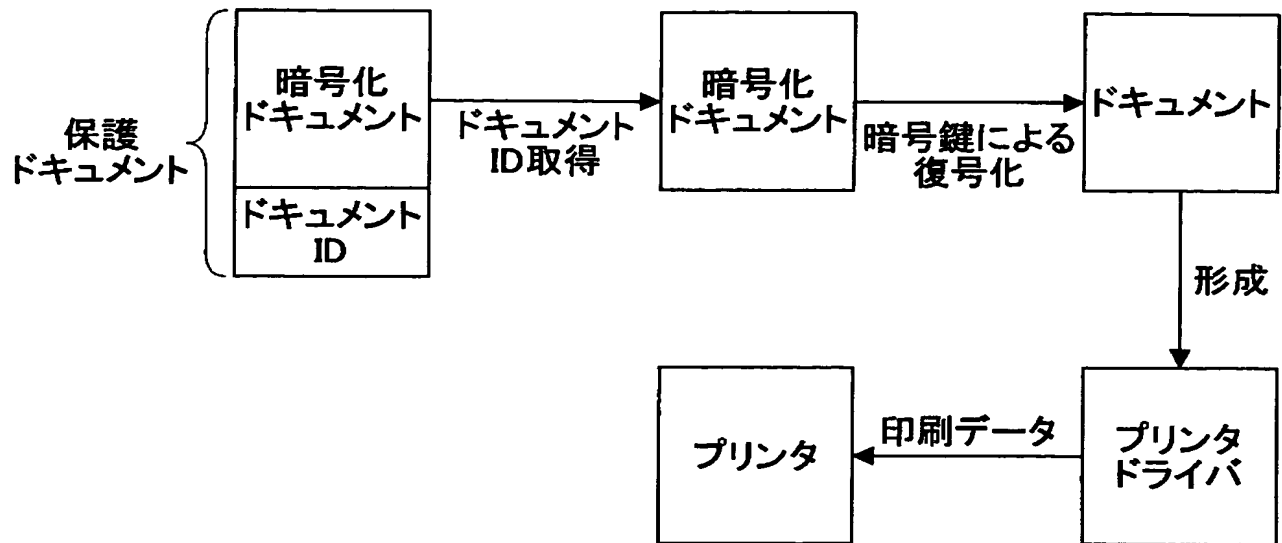 保護
ドキュメント
暗号化
ドキュメント
ドキュメント
ID
ドキュメント
ID取得
暗号化
ドキュメント
暗号鍵による
復号化
ドキュメント
形成
プリンタ
ドライバ
印刷データ
プリンタ